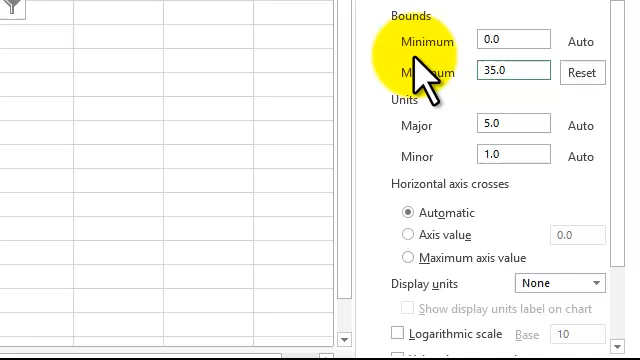 Bounds
Minimum 0.0 Auto
35.0 Reset
Units
Major 5.0 Auto
Minor 1.0 Auto
Horizontal axis crosses
Automatic
Axis value 0.0
Maximum axis value
Display units None
Show display units label on chart
Logarithmic scale Base 10